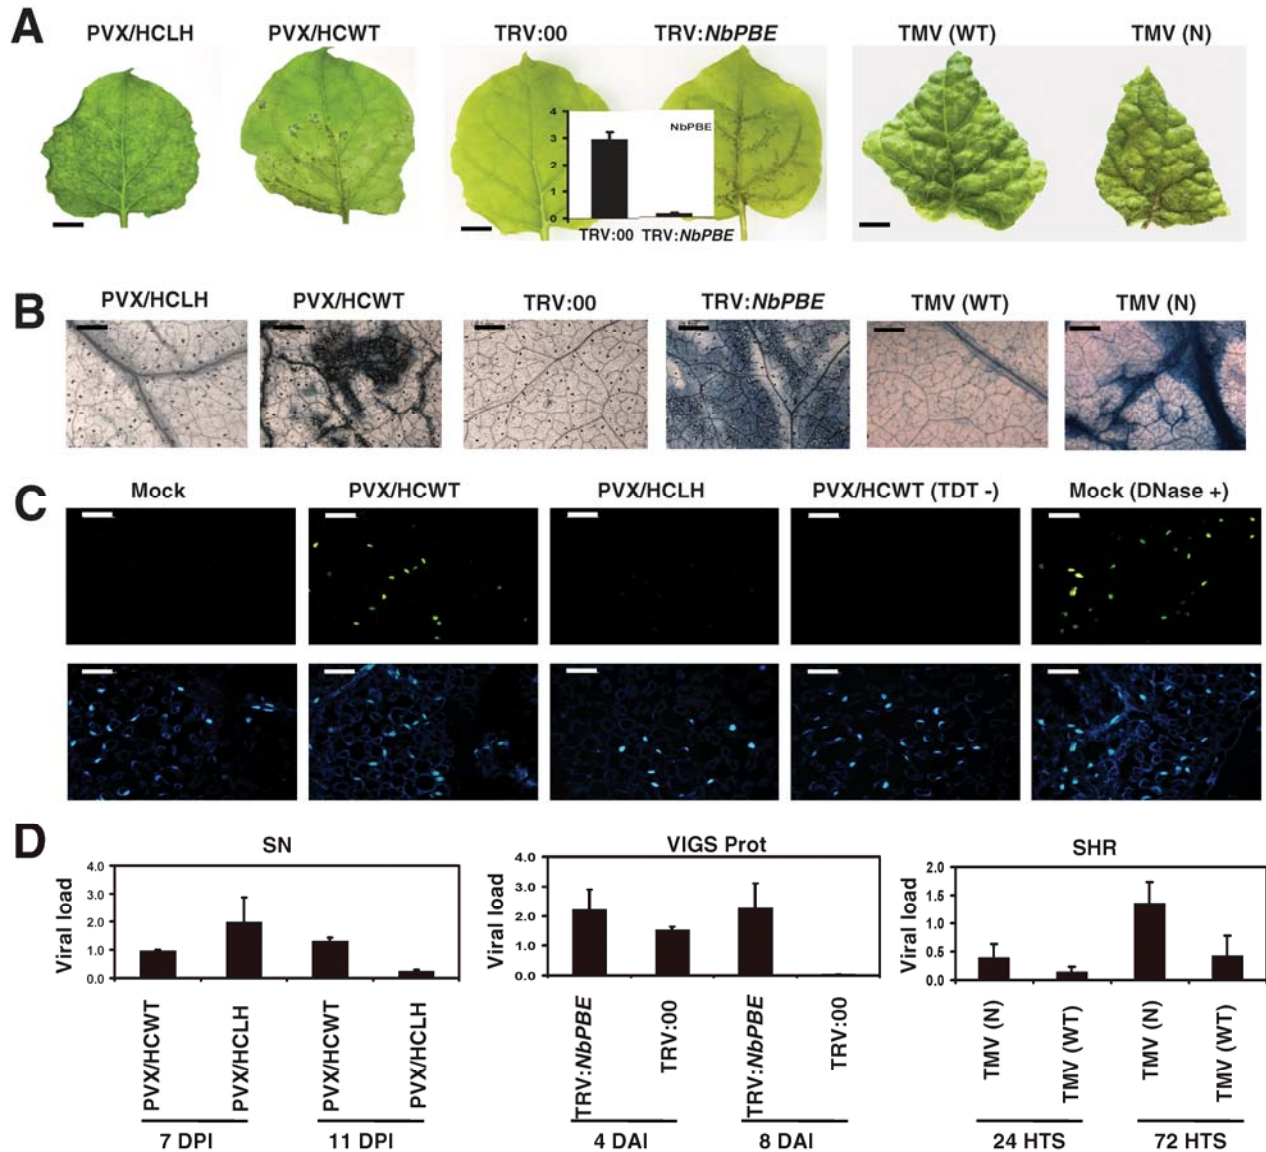 A
PVX/HCLH
PVX/HCWT
TRV:00
TRV:NbPBE
TMV (WT)
TMV (N)
4
3
2
1
0
NbPBE
TRV:00
TRV:NbPBE
B
PVX/HCLH
PVX/HCWT
TRV:00
TRV:NbPBE
TMV (WT)
TMV (N)
C
Mock
PVX/HCWT
PVX/HCLH
PVX/HCWT (TDT -)
Mock (DNase +)
D
SN
Viral load
4.0
3.0
2.0
1.0
0.0
PVX/HCWT
PVX/HCLH
PVX/HCWT
PVX/HCLH
7 DPI
11 DPI
VIGS Prot
Viral load
4.0
3.0
2.0
1.0
0.0
TRV:NbPBE
TRV:00
TRV:NbPBE
TRV:00
4 DAI
8 DAI
SHR
Viral load
2.0
1.5
1.0
0.5
0.0
TMV (N)
TMV (WT)
TMV (N)
TMV (WT)
24 HTS
72 HTS